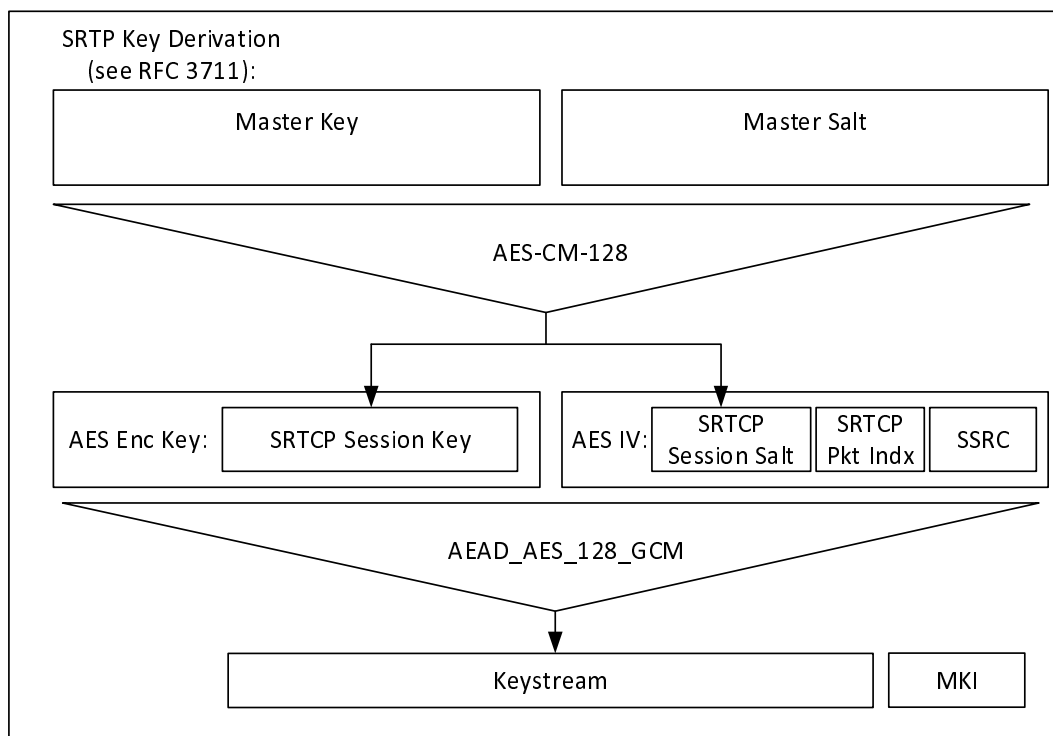 SRTP Key Derivation
(see RFC 3711):
Master Key
Master Salt
AES-CM-128
AES Enc Key:
SRTCP Session Key
AES IV:
SRTCP
Session Salt
SRTCP
Pkt Indx
SSRC
AEAD_AES_128_GCM
Keystream
MKI